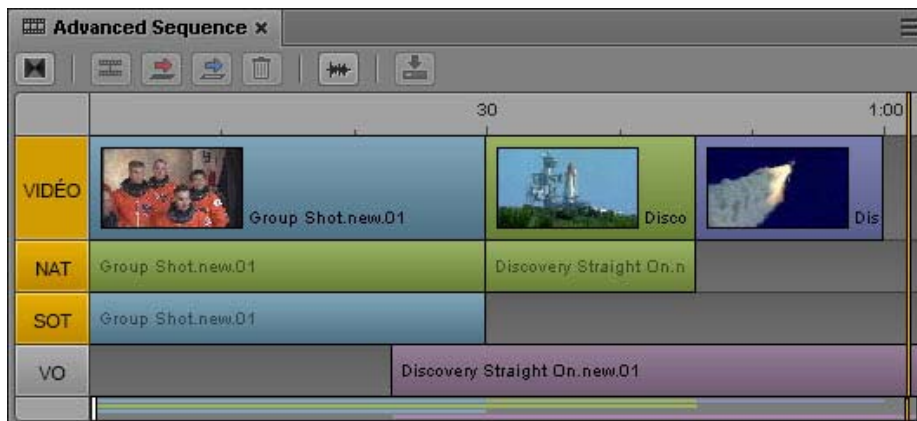 Advanced Sequence ×
30 1:00
VIDÉO Group Shot.new.01 Disco Dis
NAT Group Shot.new.01 Discovery Straight On.n
SOT Group Shot.new.01
VO Discovery Straight On.new.01